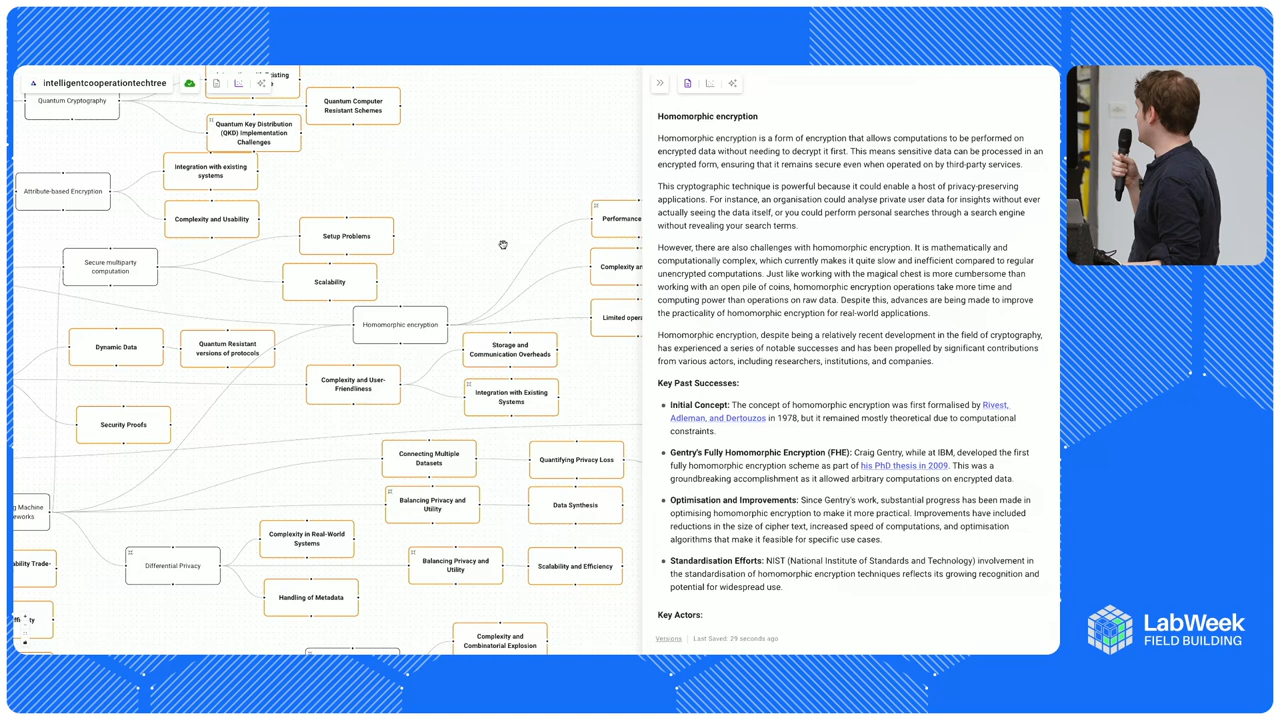 intelligentcooperationtechtree
Quantum Cryptography
Quantum Computer
Resistant Schemes
Quantum Key Distribution
(QKD) Implementation
Challenges
Integration with existing
systems
Attribute-based Encryption
Complexity and Usability
Setup Problems
Secure multiparty
computation
Scalability
Performance
Complexity an
Limited opera
Homomorphic encryption
Dynamic Data
Quantum Resistant
versions of protocols
Storage and
Communication Overheads
Complexity and User-
Friendliness
Integration with Existing
Systems
Security Proofs
Connecting Multiple
Datasets
Quantifying Privacy Loss
Balancing Privacy and
Utility
Data Synthesis
g Machine
Complexity in Real-World
Systems
Differential Privacy
Balancing Privacy and
Utility
Scalability and Efficiency
Handling of Metadata
Complexity and
Combinatorial Explosion
Homomorphic encryption
Homomorphic encryption is a form of encryption that allows computations to be performed on
encrypted data without needing to decrypt it first. This means sensitive data can be processed in an
encrypted form, ensuring that it remains secure even when operated on by third-party services.
This cryptographic technique is powerful because it could enable a host of privacy-preserving
applications. For instance, an organisation could analyse private user data for insights without ever
actually seeing the data itself, or you could perform personal searches through a search engine
without revealing your search terms.
However, there are also challenges with homomorphic encryption. It is mathematically and
computationally complex, which currently makes it quite slow and inefficient compared to regular
unencrypted computations. Just like working with the magical chest is more cumbersome than
working with an open pile of coins, homomorphic encryption operations take more time and
computing power than operations on raw data. Despite this, advances are being made to improve
the practicality of homomorphic encryption for real-world applications.
Homomorphic encryption, despite being a relatively recent development in the field of cryptography,
has experienced a series of notable successes and has been propelled by significant contributions
from various actors, including researchers, institutions, and companies.
Key Past Successes:
Initial Concept: The concept of homomorphic encryption was first formalised by Rivest,
Adleman, and Dertouzos in 1978, but it remained mostly theoretical due to computational
constraints.
Gentry's Fully Homomorphic Encryption (FHE): Craig Gentry, while at IBM, developed the first
fully homomorphic encryption scheme as part of his PhD thesis in 2009. This was a
groundbreaking accomplishment as it allowed arbitrary computations on encrypted data.
Optimisation and Improvements: Since Gentry's work, substantial progress has been made in
optimising homomorphic encryption to make it more practical. Improvements have included
reductions in the size of cipher text, increased speed of computations, and optimisation
algorithms that make it feasible for specific use cases.
Standardisation Efforts: NIST (National Institute of Standards and Technology) involvement in
the standardisation of homomorphic encryption techniques reflects its growing recognition and
potential for widespread use.
Key Actors:
Versions
Last Saved: 29 seconds ago
LabWeek
FIELD BUILDING